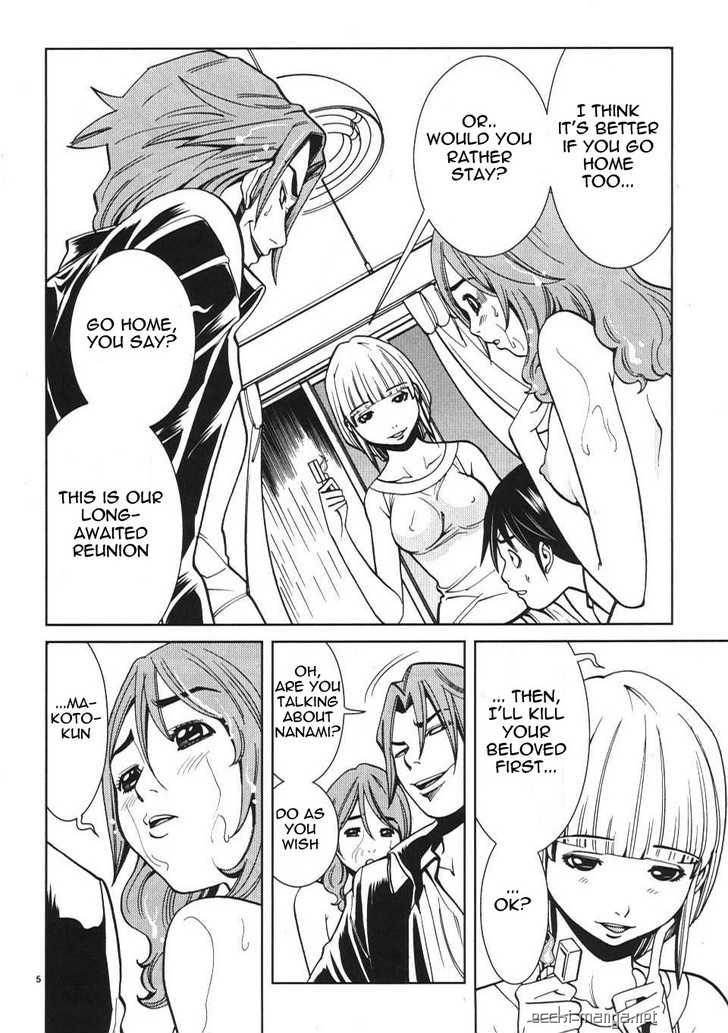 I THINK
IT'S BETTER
IF YOU GO
HOME
TOO...
OR..
WOULD YOU
RATHER
STAY?
GO HOME,
YOU SAY?
THIS IS OUR
LONG-
AWAITED
REUNION
... THEN,
I'LL KILL
YOUR
BELOVED
FIRST...
...
OK?
OH,
ARE YOU
TALKING
ABOUT
NANAMI?
DO AS
YOU
WISH
...MA-
KOTO-
KUN
5
ecchi-manga.net